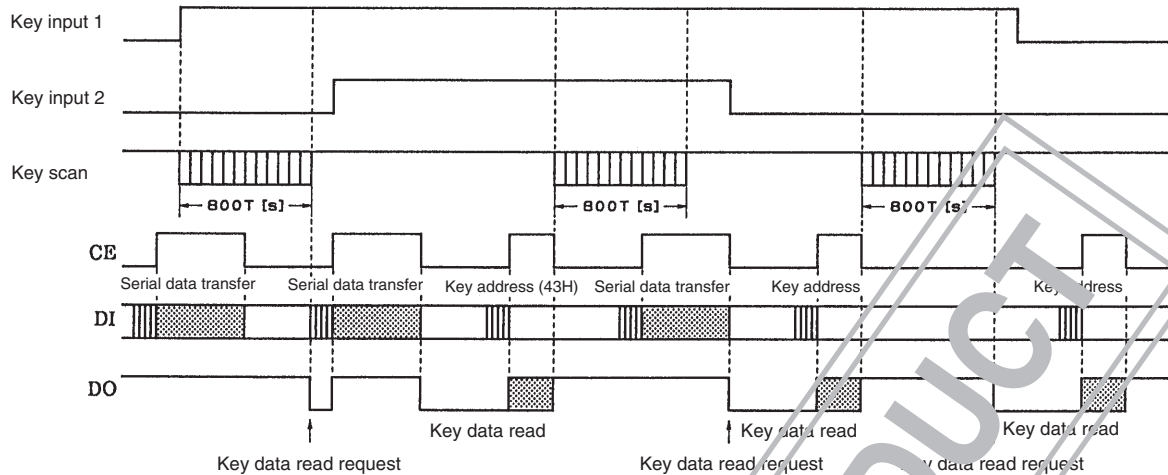 Key input 1
Key input 2
Key scan
800T [s] 800T [s] 800T [s]
CE
Serial data transfer Serial data transfer Key address (43H) Serial data transfer Key address Key address
DI
DO
Key data read Key data read Key data read
Key data read request Key data read request Key data read request
DUCT